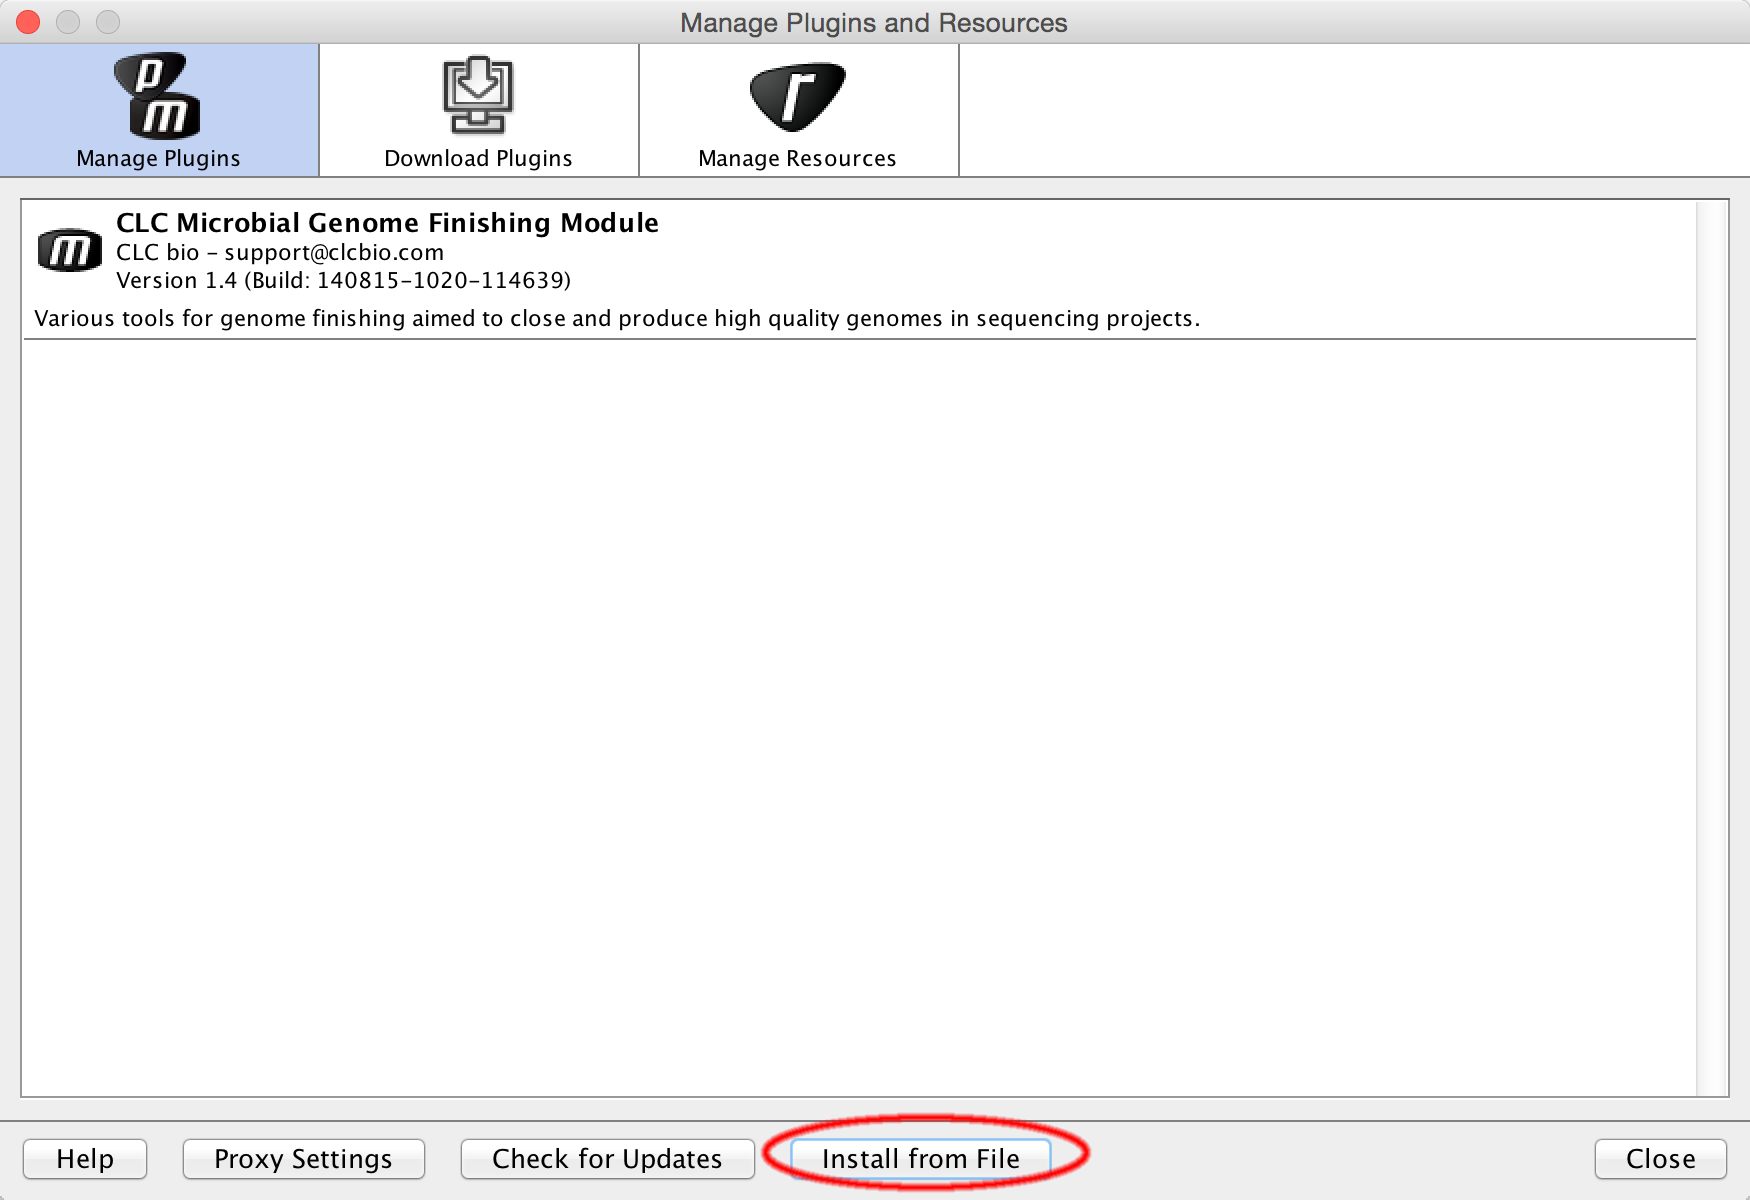 Manage Plugins and Resources
p
m
r
Manage Plugins
Download Plugins
Manage Resources
CLC Microbial Genome Finishing Module
m
CLC bio - support@clcbio.com
Version 1.4 (Build: 140815-1020-114639)
Various tools for genome finishing aimed to close and produce high quality genomes in sequencing projects.
Help
Proxy Settings
Check for Updates
Install from File
Close